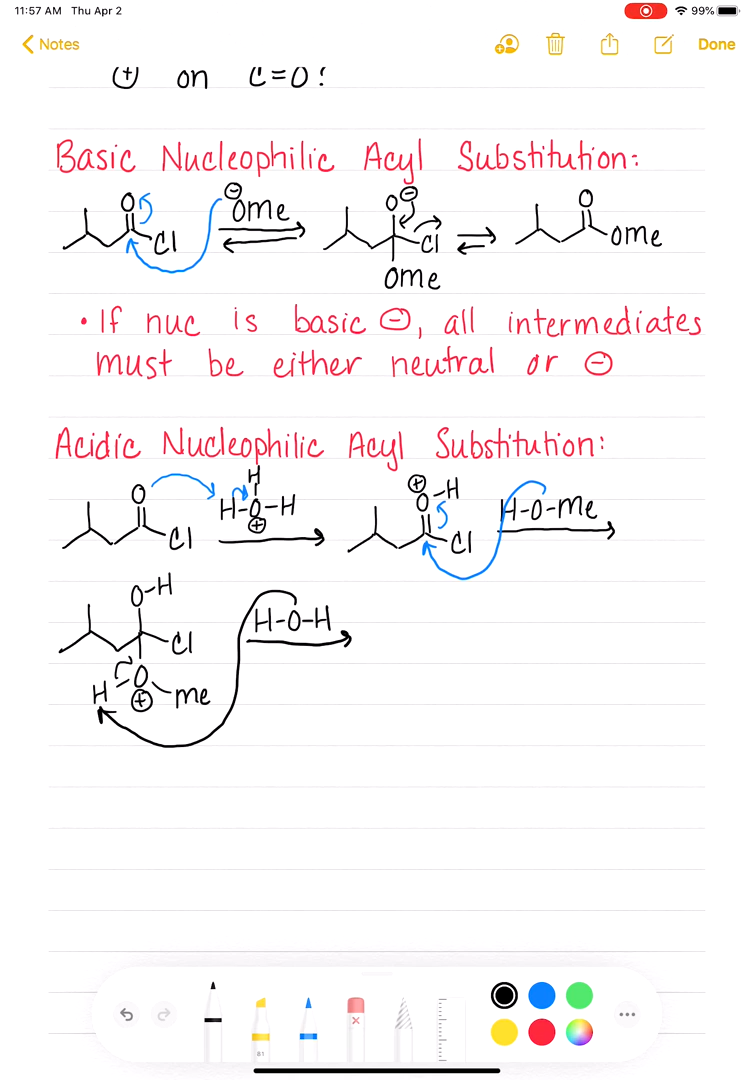 11:57 AM Thu Apr 2
99%
Notes
Done
⊕ on C=O!
Basic Nucleophilic Acyl Substitution:
O Cl ⊖OMe O⊖ Cl OMe O OMe
• If nuc is basic ⊖, all intermediates
must be either neutral or ⊖
Acidic Nucleophilic Acyl Substitution:
O Cl H H-O-H ⊕ ⊕ O-H Cl H-O-Me
O-H Cl H O ⊕ Me H-O-H
81